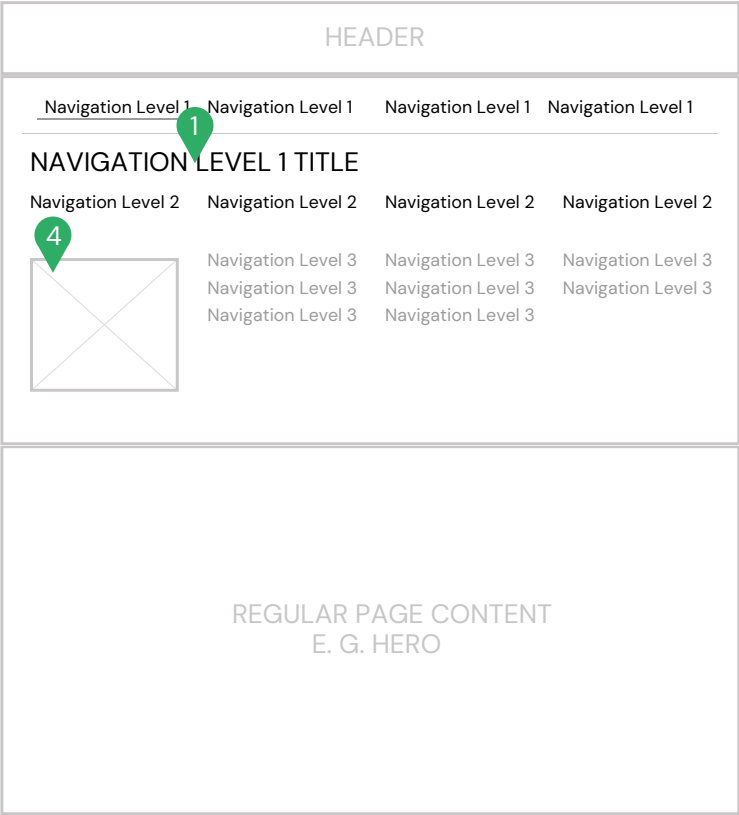 HEADER
Navigation Level 1 Navigation Level 1 Navigation Level 1 Navigation Level 1
1
NAVIGATION LEVEL 1 TITLE
Navigation Level 2 Navigation Level 2 Navigation Level 2 Navigation Level 2
4
Navigation Level 3 Navigation Level 3 Navigation Level 3
Navigation Level 3 Navigation Level 3 Navigation Level 3
Navigation Level 3 Navigation Level 3
REGULAR PAGE CONTENT
E. G. HERO